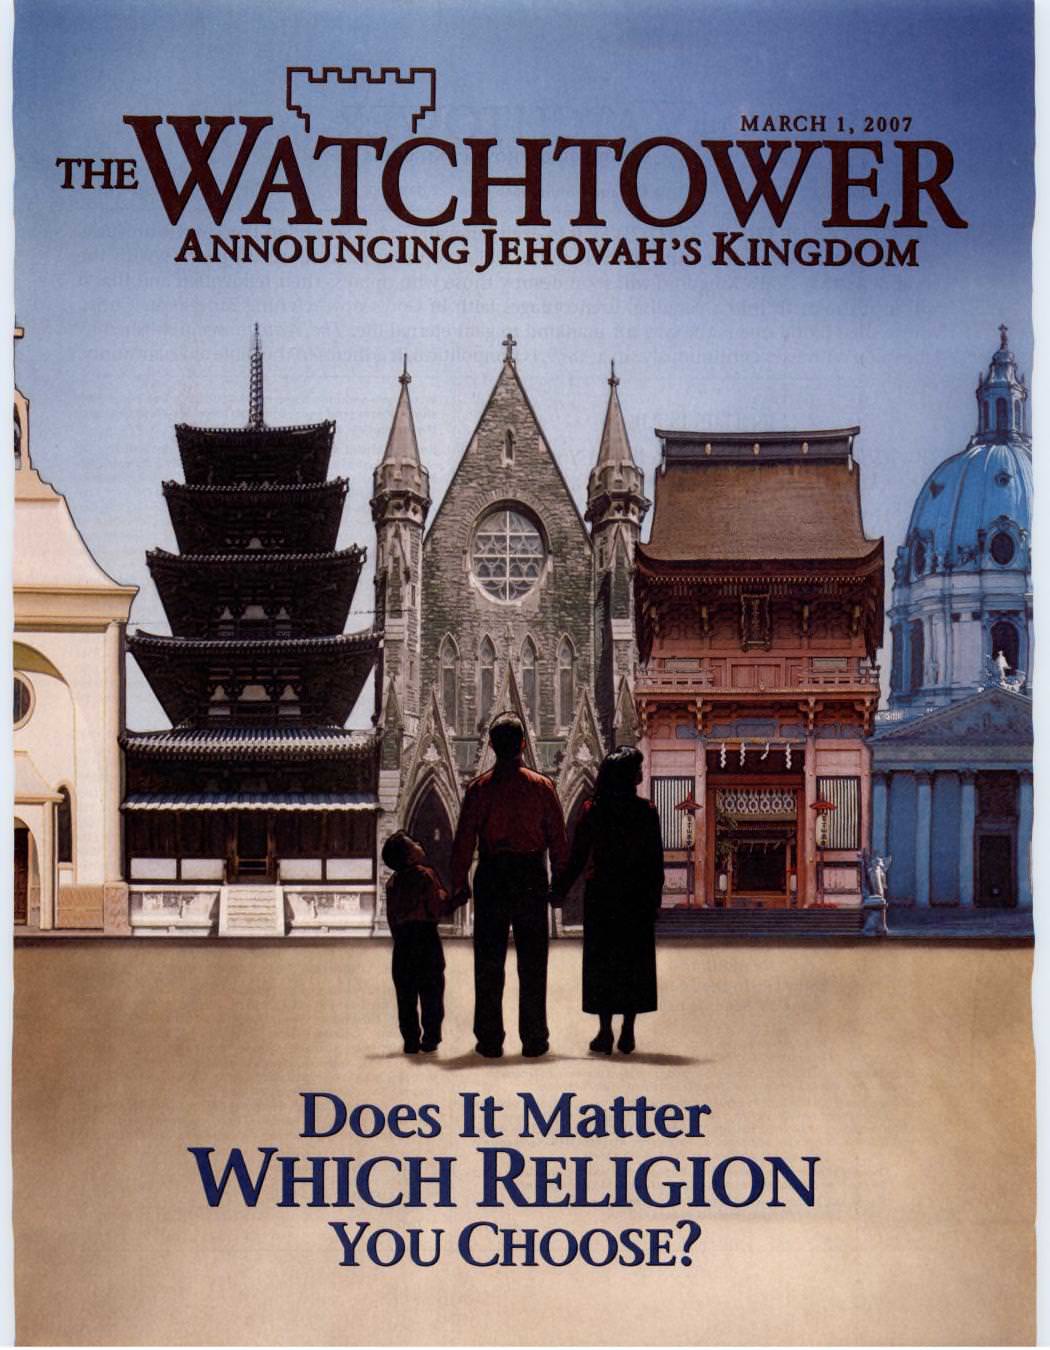 MARCH 1, 2007
THE WATCHTOWER
ANNOUNCING JEHOVAH'S KINGDOM
Does It Matter
WHICH RELIGION
YOU CHOOSE?